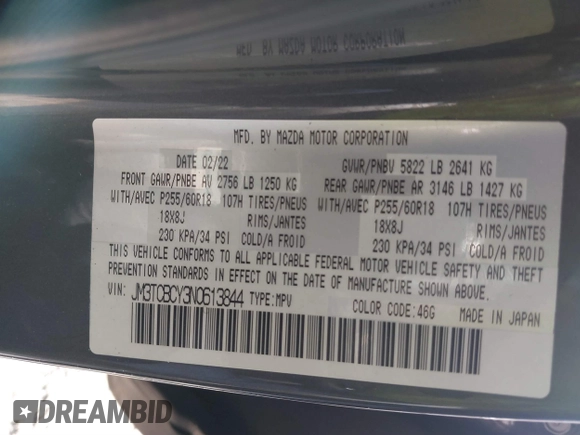 MFD. BY MAZDA MOTOR CORPORATION
DATE 02/22 GVWR/PNBV 5822 LB 2641 KG
FRONT GAWR/PNBE AV 2756 LB 1250 KG REAR GAWR/PNBE AR 3146 LB 1427 KG
WITH/AVEC P255/60R18 107H TIRES/PNEUS WITH/AVEC P255/60R18 107H TIRES/PNEUS
18X8J RIMS/JANTES 18X8J RIMS/JANTES
230 KPA/34 PSI COLD/A FROID 230 KPA/34 PSI COLD/A FROID
THIS VEHICLE CONFORMS TO ALL APPLICABLE FEDERAL MOTOR VEHICLE SAFETY AND THEFT
PREVENTION STANDARDS IN EFFECT ON THE DATE OF MANUFACTURE SHOWN ABOVE.
JM3TCBCY3N0613844 TYPE:MPV COLOR CODE:46G MADE IN JAPAN
DREAMBID